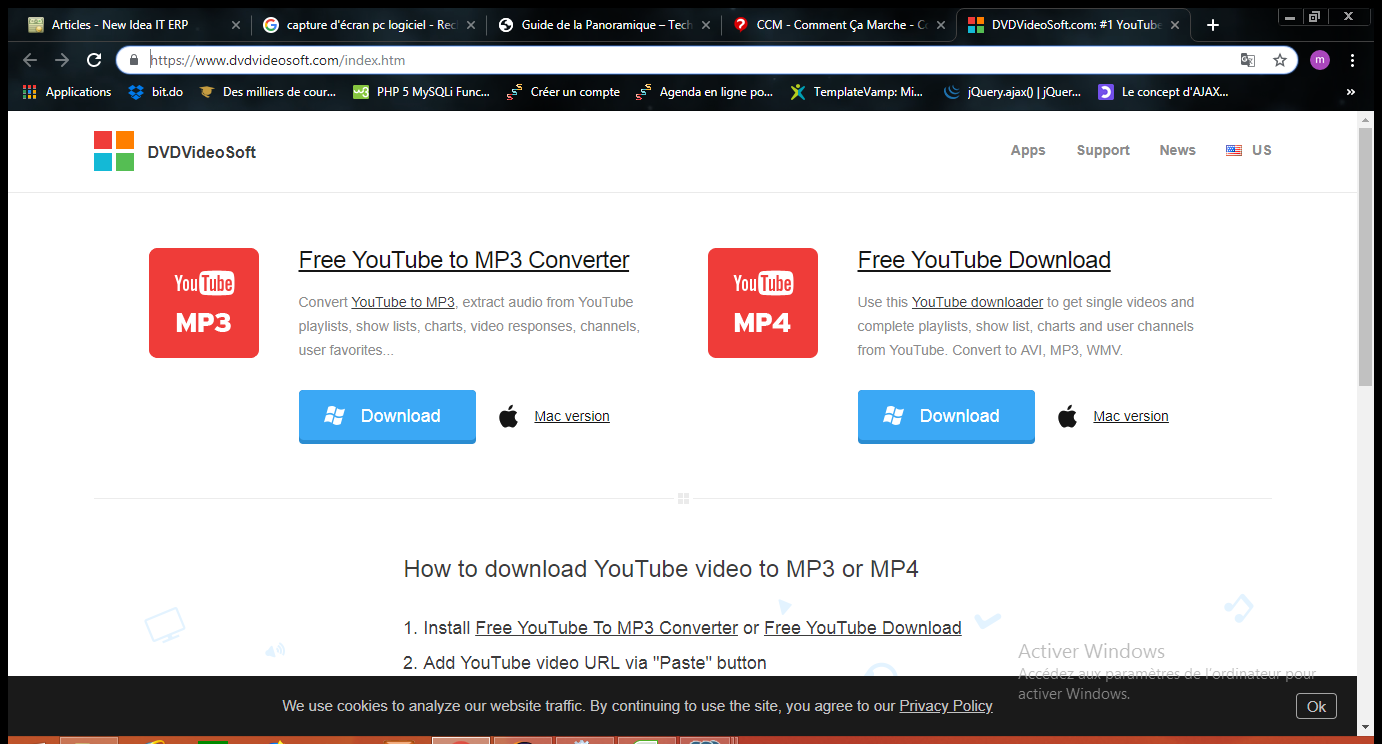 Articles - New Idea IT ERP
capture d'écran pc logiciel - Rec
Guide de la Panoramique – Tech
CCM - Comment Ça Marche - C
DVDVideoSoft.com: #1 YouTube
https://www.dvdvideosoft.com/index.htm
m
Applications
bit.do
Des milliers de cour...
PHP 5 MySQLi Func...
Créer un compte
Agenda en ligne po...
TemplateVamp: Mi...
jQuery.ajax() | jQuer...
Le concept d'AJAX...
»
DVDVideoSoft
Apps
Support
News
US
YouTube
MP3
Free YouTube to MP3 Converter
Convert YouTube to MP3, extract audio from YouTube
playlists, show lists, charts, video responses, channels,
user favorites...
Download
Mac version
YouTube
MP4
Free YouTube Download
Use this YouTube downloader to get single videos and
complete playlists, show list, charts and user channels
from YouTube. Convert to AVI, MP3, WMV.
Download
Mac version
How to download YouTube video to MP3 or MP4
1. Install Free YouTube To MP3 Converter or Free YouTube Download
2. Add YouTube video URL via "Paste" button
Activer Windows
Accédez aux paramètres de l'ordinateur pour
activer Windows.
We use cookies to analyze our website traffic. By continuing to use the site, you agree to our Privacy Policy
Ok